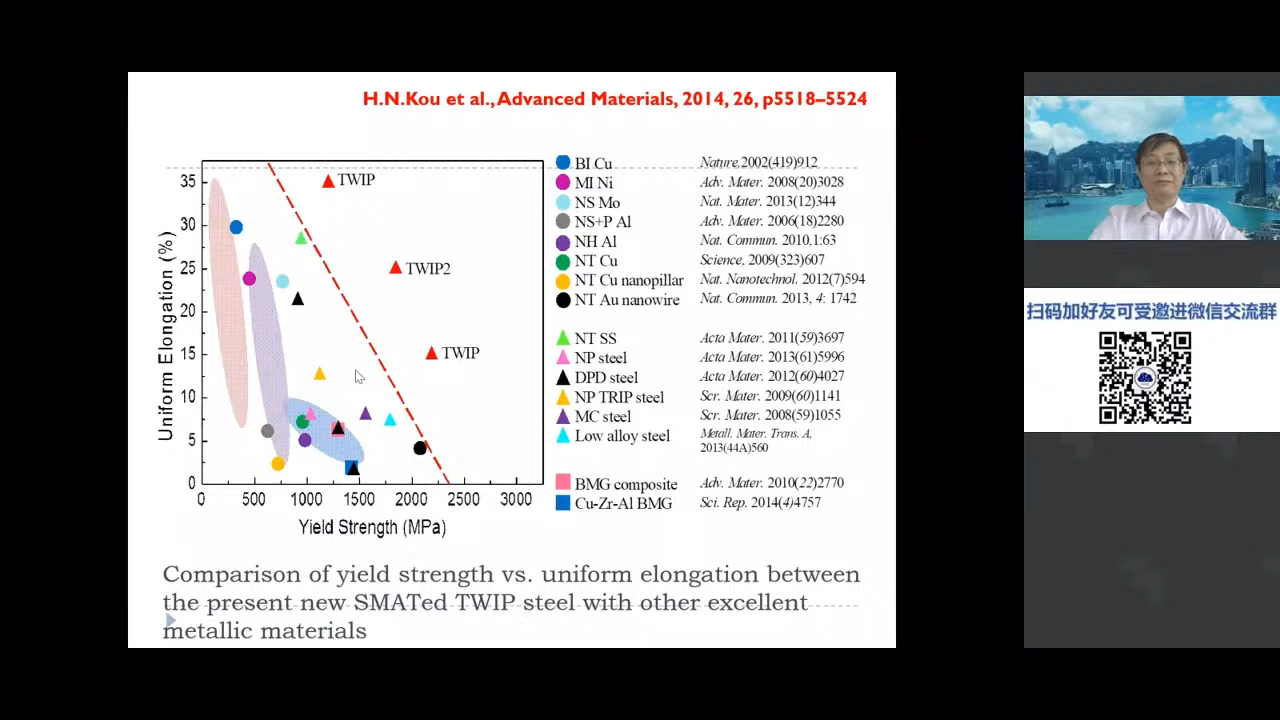 H.N.Kou et al., Advanced Materials, 2014, 26, p5518–5524
Uniform Elongation (%)
35
30
25
20
15
10
5
0
0 500 1000 1500 2000 2500 3000
Yield Strength (MPa)
TWIP
TWIP2
TWIP
BI Cu Nature,2002(419)912
MI Ni Adv. Mater. 2008(20)3028
NS Mo Nat. Mater. 2013(12)344
NS+P Al Adv. Mater. 2006(18)2280
NH Al Nat. Commun. 2010,1:63
NT Cu Science, 2009(323)607
NT Cu nanopillar Nat. Nanotechnol. 2012(7)594
NT Au nanowire Nat. Commun. 2013, 4: 1742
NT SS Acta Mater. 2011(59)3697
NP steel Acta Mater. 2013(61)5996
DPD steel Acta Mater. 2012(60)4027
NP TRIP steel Scr. Mater. 2009(60)1141
MC steel Scr. Mater. 2008(59)1055
Low alloy steel Metall. Mater. Trans. A,
2013(44A)560
BMG composite Adv. Mater. 2010(22)2770
Cu-Zr-Al BMG Sci. Rep. 2014(4)4757
Comparison of yield strength vs. uniform elongation between
the present new SMATed TWIP steel with other excellent
metallic materials
扫码加好友可受邀进微信交流群